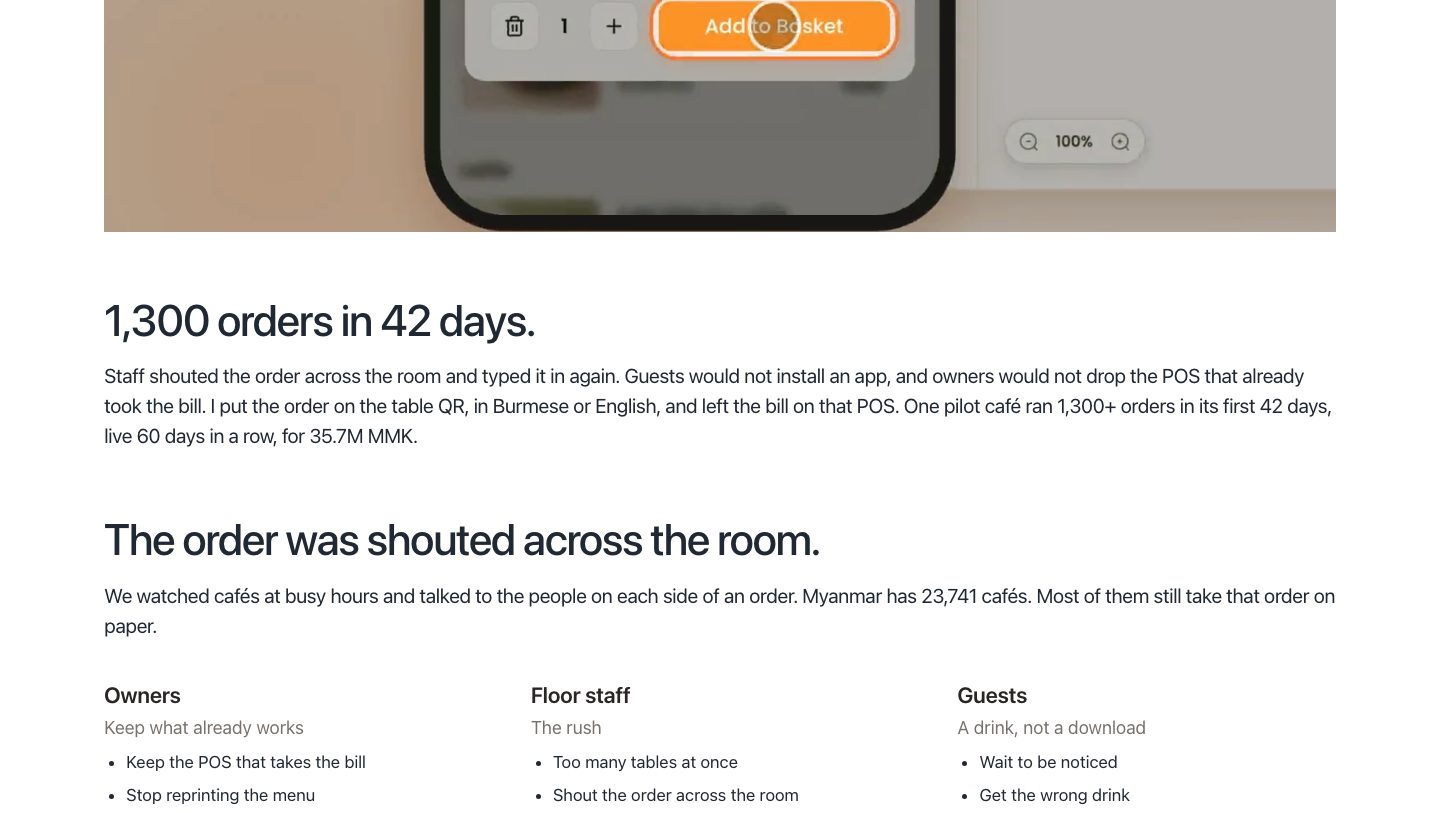 1
Add to Basket
100%
1,300 orders in 42 days.
Staff shouted the order across the room and typed it in again. Guests would not install an app, and owners would not drop the POS that already
took the bill. I put the order on the table QR, in Burmese or English, and left the bill on that POS. One pilot café ran 1,300+ orders in its first 42 days,
live 60 days in a row, for 35.7M MMK.
The order was shouted across the room.
We watched cafés at busy hours and talked to the people on each side of an order. Myanmar has 23,741 cafés. Most of them still take that order on
paper.
Owners
Keep what already works
• Keep the POS that takes the bill
• Stop reprinting the menu
Floor staff
The rush
• Too many tables at once
• Shout the order across the room
Guests
A drink, not a download
• Wait to be noticed
• Get the wrong drink